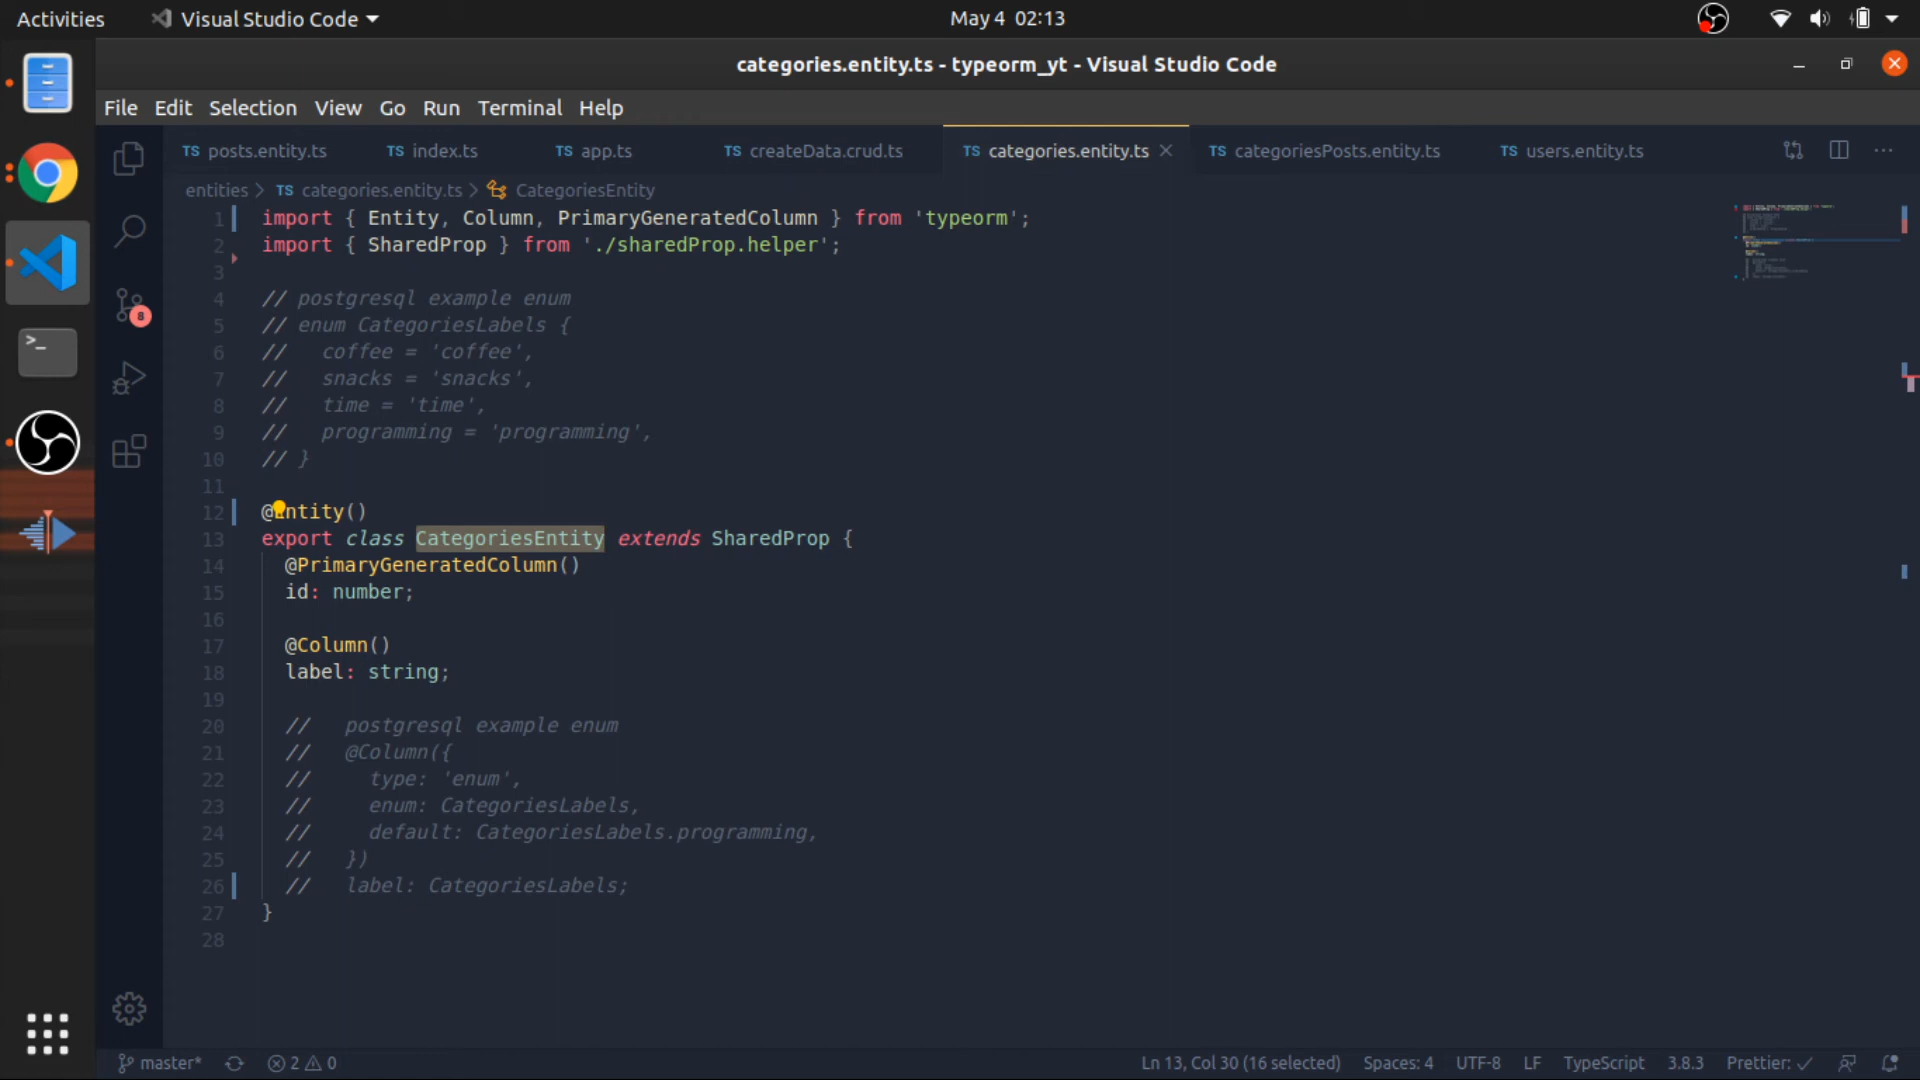 Activities Visual Studio Code May 4 02:13
categories.entity.ts - typeorm_yt - Visual Studio Code
File Edit Selection View Go Run Terminal Help
TS posts.entity.ts TS index.ts TS app.ts TS createData.crud.ts TS categories.entity.ts TS categoriesPosts.entity.ts TS users.entity.ts
entities > TS categories.entity.ts > CategoriesEntity
1 import { Entity, Column, PrimaryGeneratedColumn } from 'typeorm';
2 import { SharedProp } from './sharedProp.helper';
3
4 // postgresql example enum
5 // enum CategoriesLabels {
6 //   coffee = 'coffee',
7 //   snacks = 'snacks',
8 //   time = 'time',
9 //   programming = 'programming',
10 // }
11
12 @Entity()
13 export class CategoriesEntity extends SharedProp {
14   @PrimaryGeneratedColumn()
15   id: number;
16
17   @Column()
18   label: string;
19
20   //   postgresql example enum
21   //   @Column({
22   //     type: 'enum',
23   //     enum: CategoriesLabels,
24   //     default: CategoriesLabels.programming,
25   //   })
26   //   label: CategoriesLabels;
27 }
28
8
master* 2 0 Ln 13, Col 30 (16 selected) Spaces: 4 UTF-8 LF TypeScript 3.8.3 Prettier: ✓